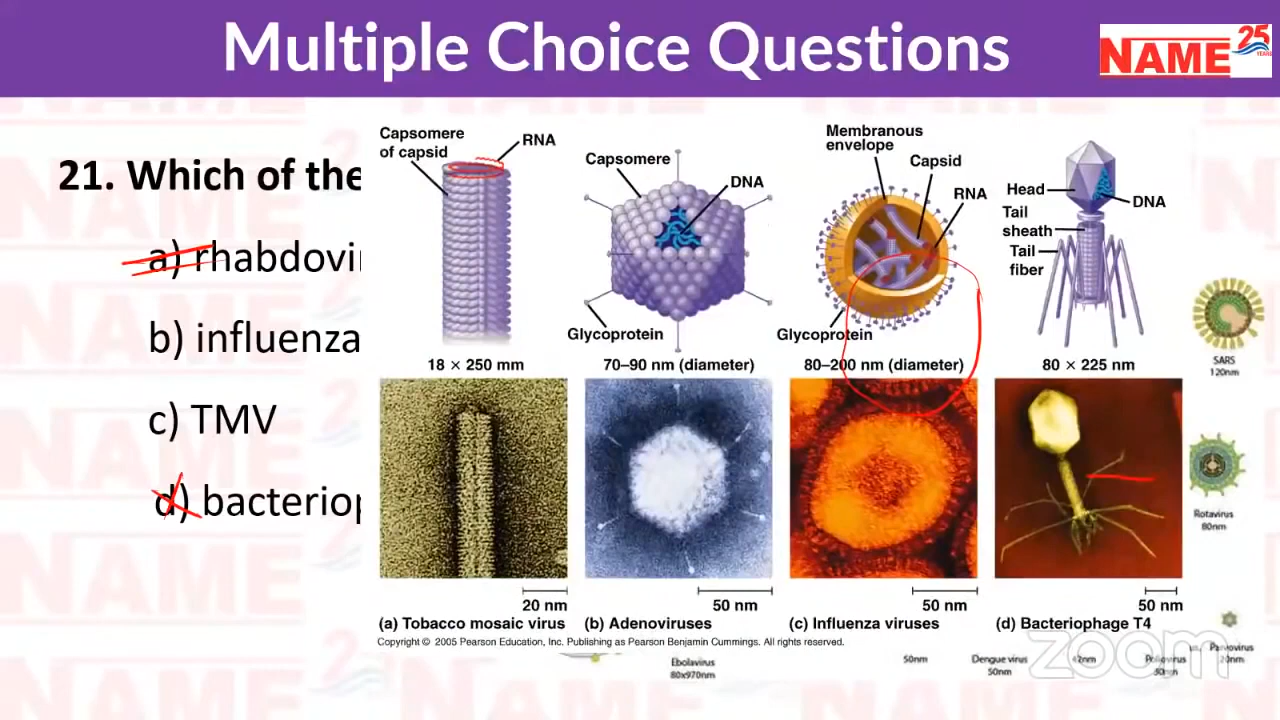 Multiple Choice Questions
NAME
25
YEARS
21. Which of the
a) rhabdovi
b) influenza
c) TMV
d) bacteriop
Capsomere
of capsid
RNA
Capsomere
DNA
Glycoprotein
Membranous
envelope
Capsid
RNA
Glycoprotein
Head
DNA
Tail
sheath
Tail
fiber
18 × 250 mm
70–90 nm (diameter)
80–200 nm (diameter)
80 × 225 nm
20 nm
50 nm
50 nm
50 nm
(a) Tobacco mosaic virus
(b) Adenoviruses
(c) Influenza viruses
(d) Bacteriophage T4
Copyright © 2005 Pearson Education, Inc. Publishing as Pearson Benjamin Cummings. All rights reserved.
SARS
120nm
Rotavirus
80nm
Ebolavirus
80x970nm
50nm
Dengue virus
50nm
Parvovirus
20nm
zoom